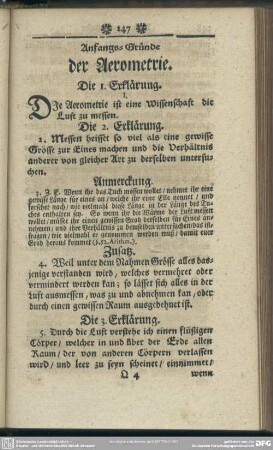 147
Anfangs-Gründe
der Aerometrie.
Die 1. Erklärung.
1.
DJe Aerometrie ist eine Wissenschaft die
Luft zu messen.
Die 2. Erklärung.
2. Messen heisset so viel als eine gewisse
Grösse zur Eines machen und die Verhältnis
anderer von gleicher Art zu derselben untersu-
chen.
Anmerckung.
3. Z. E. Wenn ihr das Tuch messen wollet / nehmet ihr eine
gewisse Länge für eines an / welche ihr eine Elle nennet / und
forschet nach / wie vielmahl diese Länge in der Länge des Tu-
ches enthalten sey. So wenn ihr die Wärme der Luft messen
wollet / müsset ihr einen gewissen Grad derselben für Eines an-
nehmen / und ihre Verhältnis zu demselben untersuchen das ist,
fragen / wie vielmahl er genommen werden muß / damit euer
Grad heraus kommet (§.52. Arithm.).
Zusatz.
4. Weil unter dem Nahmen Grösse alles das-
jenige verstanden wird / welches vermehret oder
vermindert werden kan; so lässet sich alles in der
Luft ausmessen / was zu und abnehmen kan / oder
durch einen gewissen Raum ausgedehnet ist.
Die 3. Erklärung.
5. Durch die Luft verstehe ich einen flüssigen
Cörper / welcher in und über der Erde allen
Raum / der von anderen Cörpern verlassen
wird / und leer zu seyn scheinet / einnimmet /
Q 4 wenn
DFG